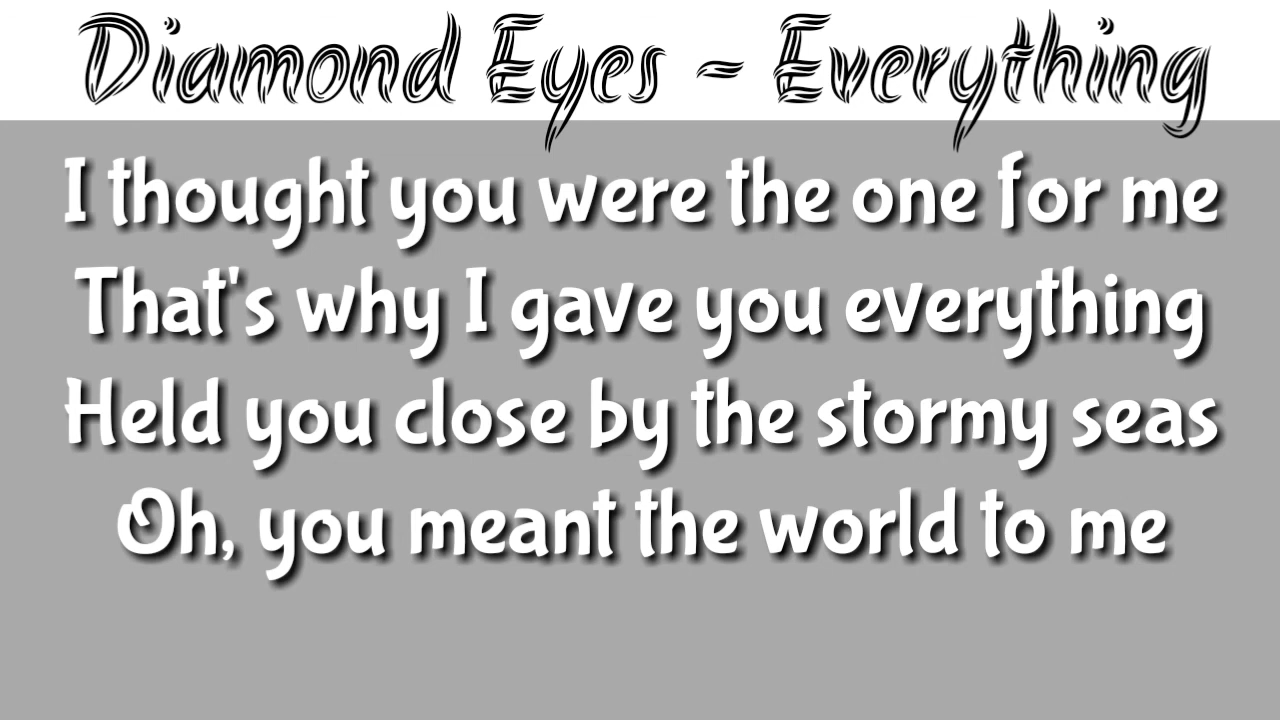 Diamond Eyes - Everything
I thought you were the one for me
That's why I gave you everything
Held you close by the stormy seas
Oh, you meant the world to me